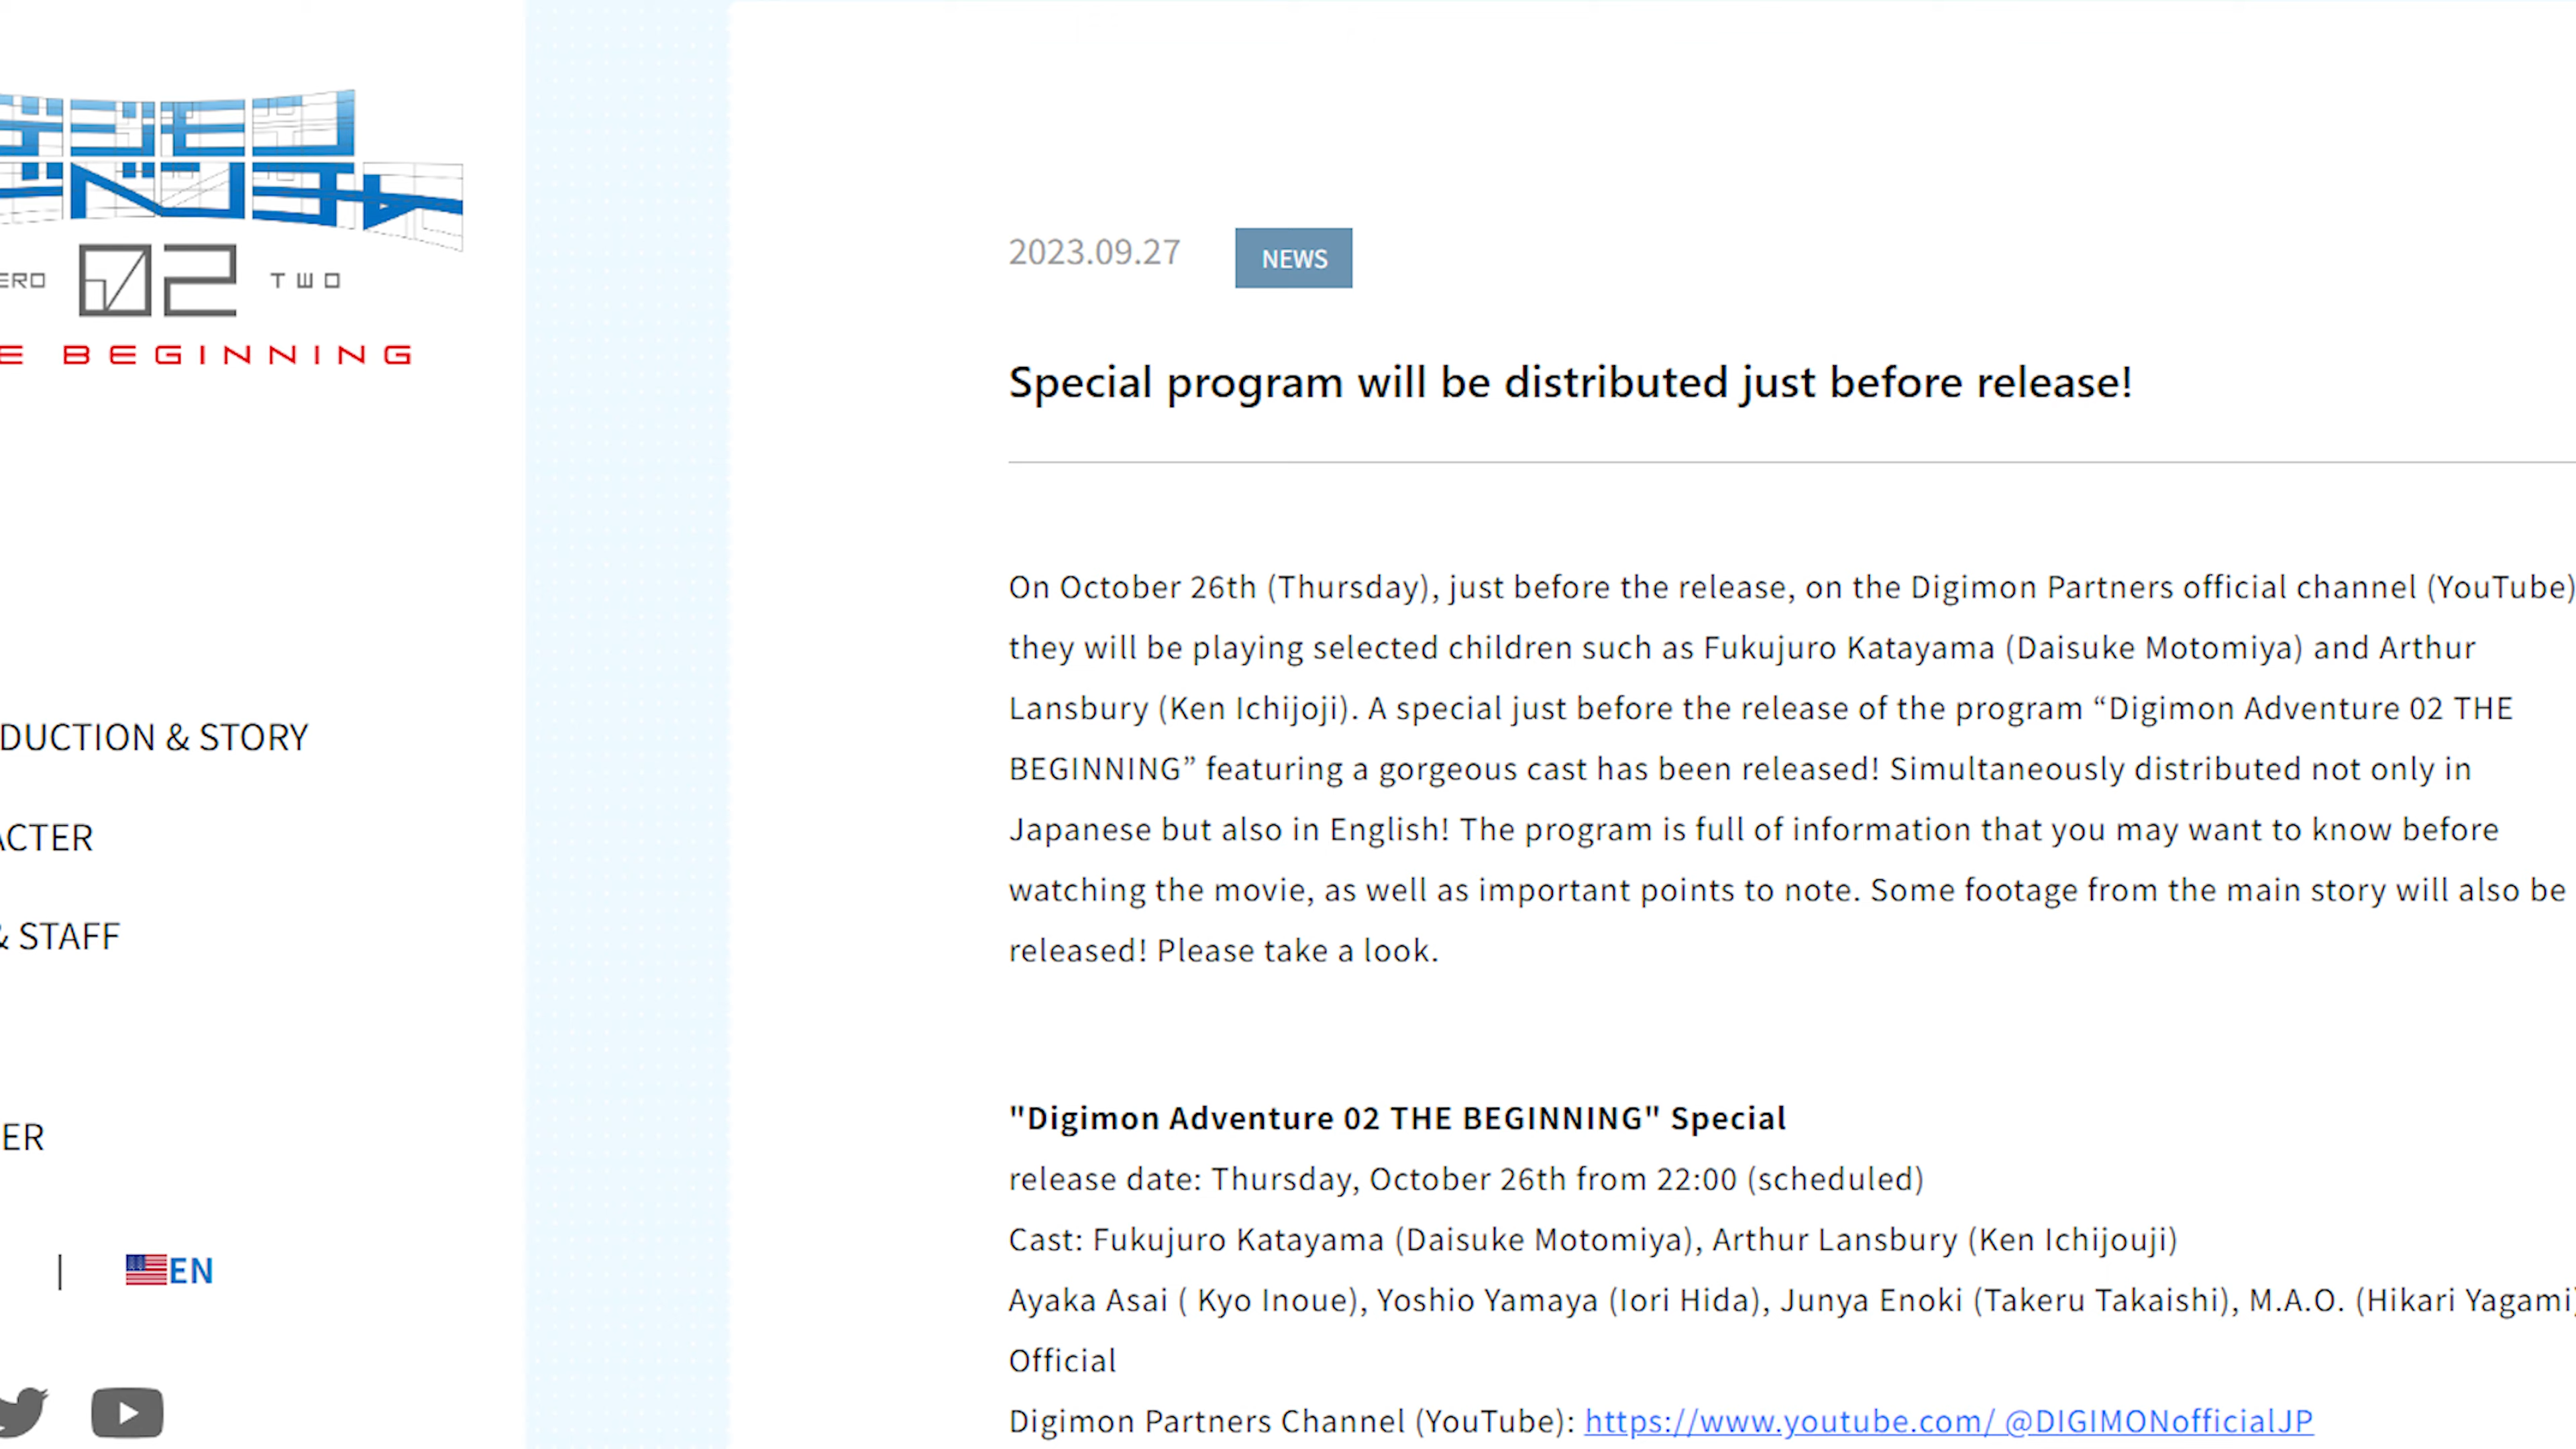 02
TWO
BEGINNING
DUCTION & STORY
& STAFF
|
EN
2023.09.27
NEWS
Special program will be distributed just before release!
On October 26th (Thursday), just before the release, on the Digimon Partners official channel (YouTube)
they will be playing selected children such as Fukujuro Katayama (Daisuke Motomiya) and Arthur
Lansbury (Ken Ichijoji). A special just before the release of the program “Digimon Adventure 02 THE
BEGINNING” featuring a gorgeous cast has been released! Simultaneously distributed not only in
Japanese but also in English! The program is full of information that you may want to know before
watching the movie, as well as important points to note. Some footage from the main story will also be
released! Please take a look.
"Digimon Adventure 02 THE BEGINNING" Special
release date: Thursday, October 26th from 22:00 (scheduled)
Cast: Fukujuro Katayama (Daisuke Motomiya), Arthur Lansbury (Ken Ichijouji)
Ayaka Asai ( Kyo Inoue), Yoshio Yamaya (Iori Hida), Junya Enoki (Takeru Takaishi), M.A.O. (Hikari Yagami)
Official
Digimon Partners Channel (YouTube): https://www.youtube.com/ @DIGIMONofficialJP